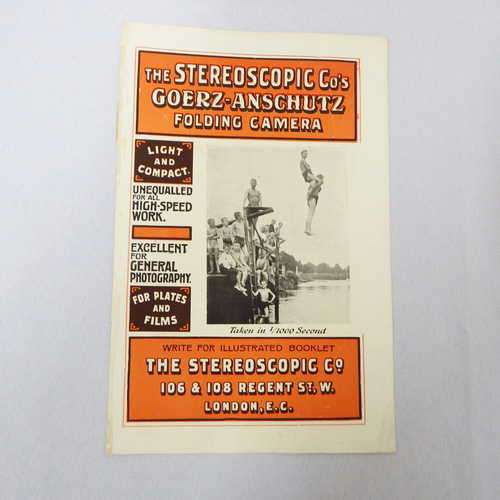 THE STEREOSCOPIC Co's
GOERZ-ANSCHUTZ
FOLDING CAMERA
LIGHT
AND
COMPACT.
UNEQUALLED
FOR ALL
HIGH-SPEED
WORK.
EXCELLENT
FOR
GENERAL
PHOTOGRAPHY.
FOR PLATES
AND
FILMS
Taken in 1/1000 Second
WRITE FOR ILLUSTRATED BOOKLET
THE STEREOSCOPIC Co.
106 & 108 REGENT ST. W.
LONDON, E.C.